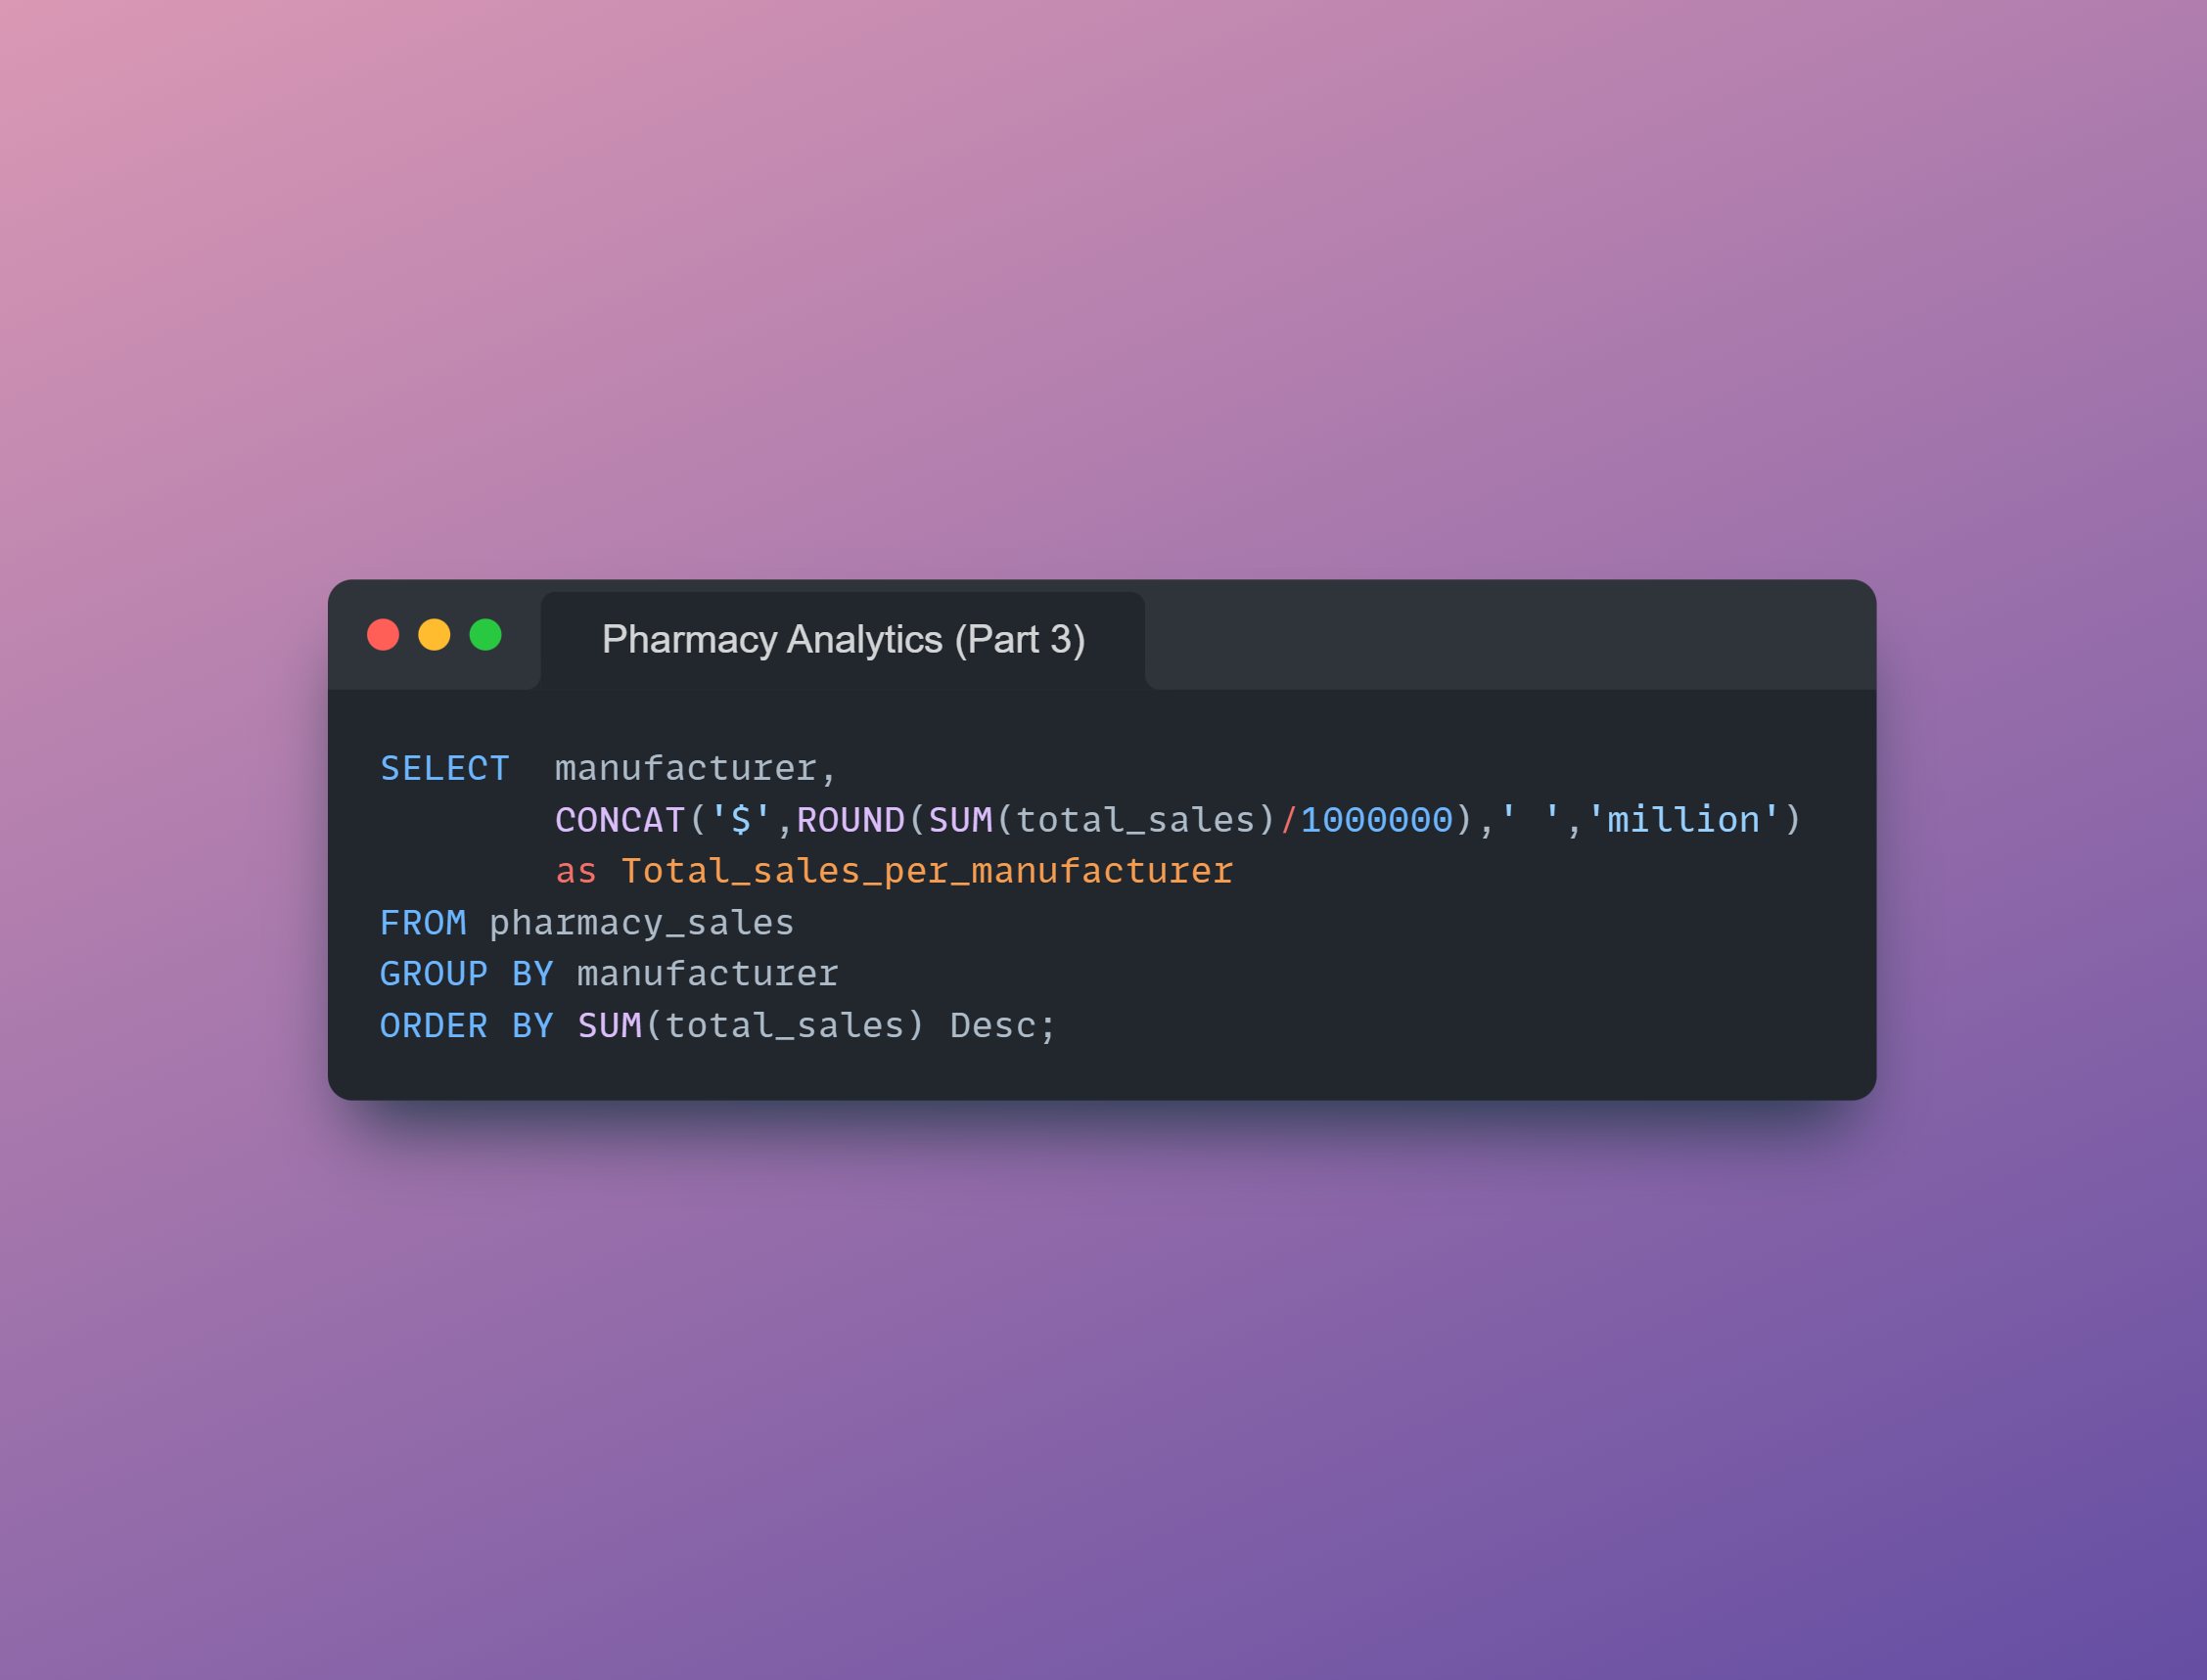 Pharmacy Analytics (Part 3)
SELECT  manufacturer,
        CONCAT('$',ROUND(SUM(total_sales)/1000000),' ','million')
        as Total_sales_per_manufacturer
FROM pharmacy_sales
GROUP BY manufacturer
ORDER BY SUM(total_sales) Desc;